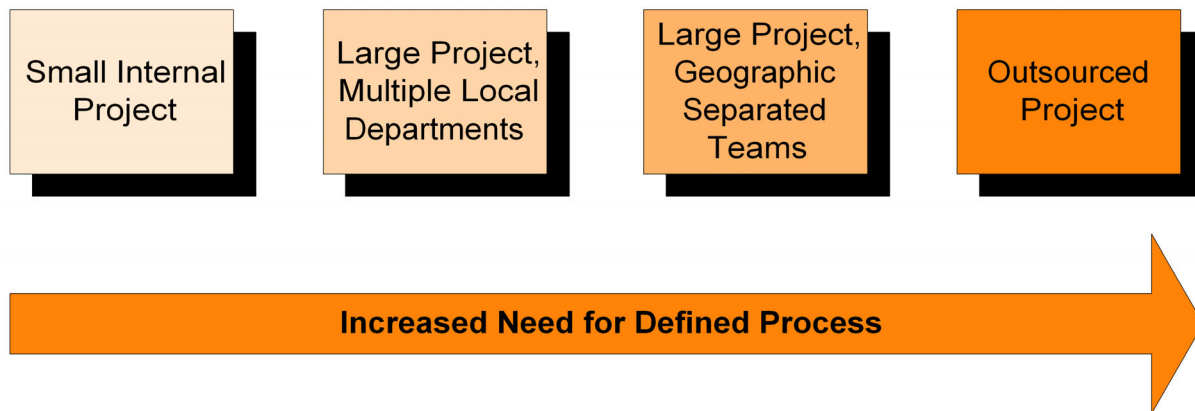 Small Internal
Project
Large Project,
Multiple Local
Departments
Large Project,
Geographic
Separated
Teams
Outsourced
Project
Increased Need for Defined Process